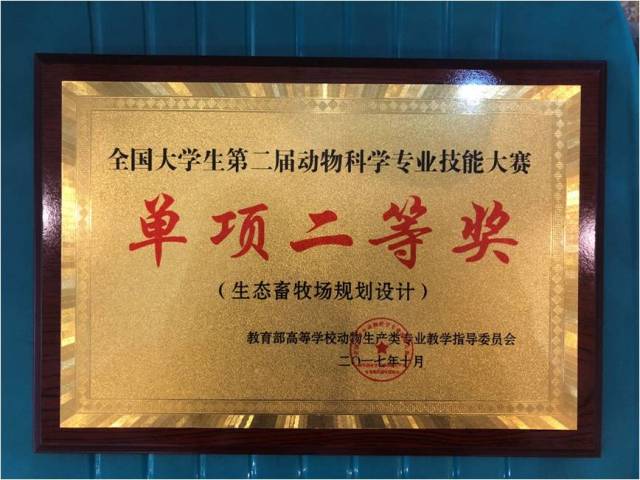 全国大学生第二届动物科学专业技能大赛
单项二等奖
（生态畜牧场规划设计）
教育部高等学校动物生产类专业教学指导委员会
二〇一七年十月